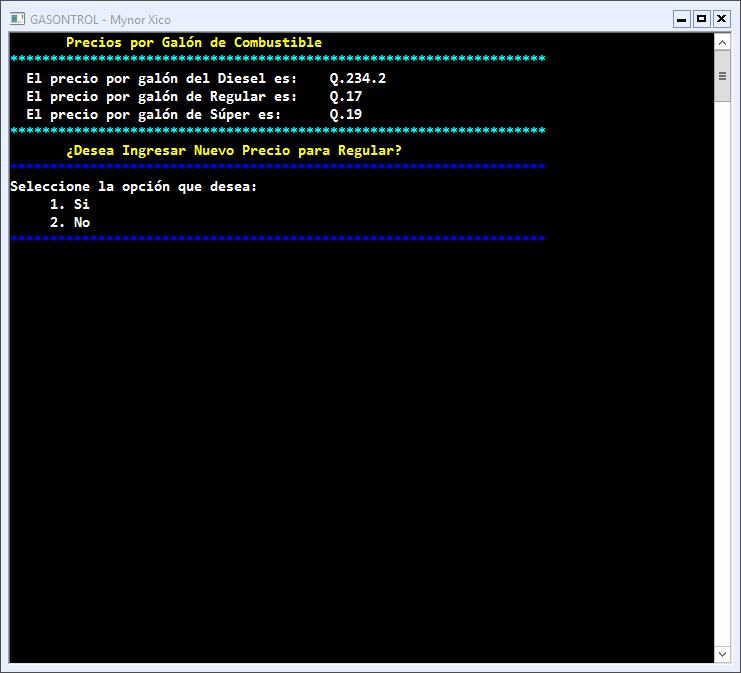 GASONTROL - Mynor Xico
Precios por Galón de Combustible
*******************************************************************
El precio por galón del Diesel es: Q.234.2
El precio por galón de Regular es: Q.17
El precio por galón de Súper es: Q.19
*******************************************************************
¿Desea Ingresar Nuevo Precio para Regular?
*******************************************************************
Seleccione la opción que desea:
1. Si
2. No
*******************************************************************